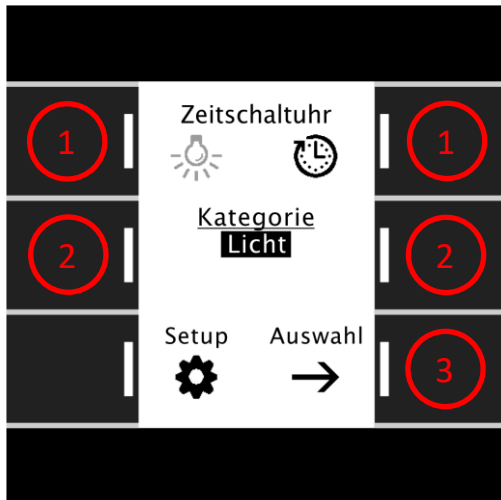 Zeitschaltuhr
1 1
Kategorie
2 Licht 2
Setup Auswahl
3